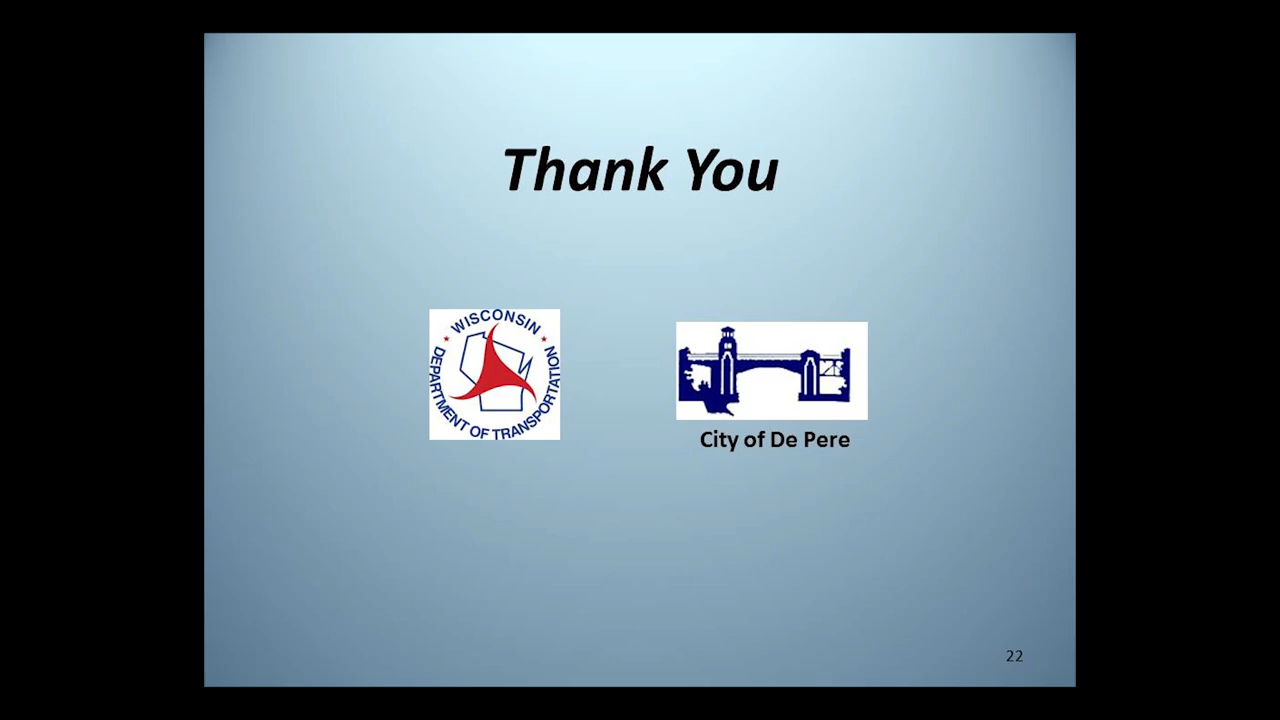 Thank You
WISCONSIN
DEPARTMENT OF TRANSPORTATION
City of De Pere
22